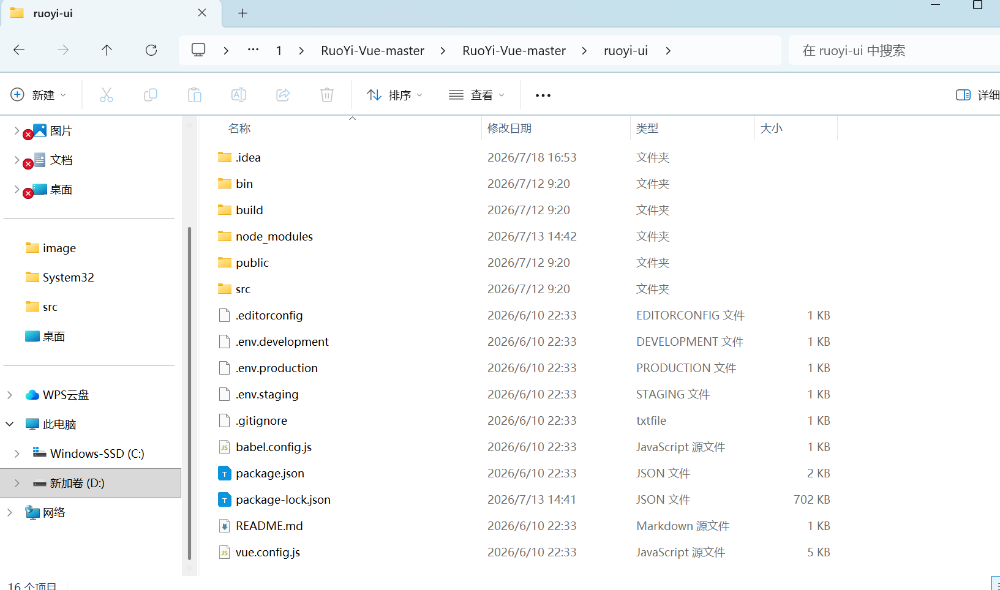 ruoyi-ui
1 RuoYi-Vue-master RuoYi-Vue-master ruoyi-ui
在 ruoyi-ui 中搜索
新建 排序 查看 详细
图片
文档
桌面
image
System32
src
桌面
WPS云盘
此电脑
Windows-SSD (C:)
新加卷 (D:)
网络
名称 修改日期 类型 大小
.idea 2026/7/18 16:53 文件夹
bin 2026/7/12 9:20 文件夹
build 2026/7/12 9:20 文件夹
node_modules 2026/7/13 14:42 文件夹
public 2026/7/12 9:20 文件夹
src 2026/7/12 9:20 文件夹
.editorconfig 2026/6/10 22:33 EDITORCONFIG 文件 1 KB
.env.development 2026/6/10 22:33 DEVELOPMENT 文件 1 KB
.env.production 2026/6/10 22:33 PRODUCTION 文件 1 KB
.env.staging 2026/6/10 22:33 STAGING 文件 1 KB
.gitignore 2026/6/10 22:33 txtfile 1 KB
babel.config.js 2026/6/10 22:33 JavaScript 源文件 1 KB
package.json 2026/6/10 22:33 JSON 文件 2 KB
package-lock.json 2026/7/13 14:41 JSON 文件 702 KB
README.md 2026/6/10 22:33 Markdown 源文件 1 KB
vue.config.js 2026/6/10 22:33 JavaScript 源文件 5 KB
16 个项目